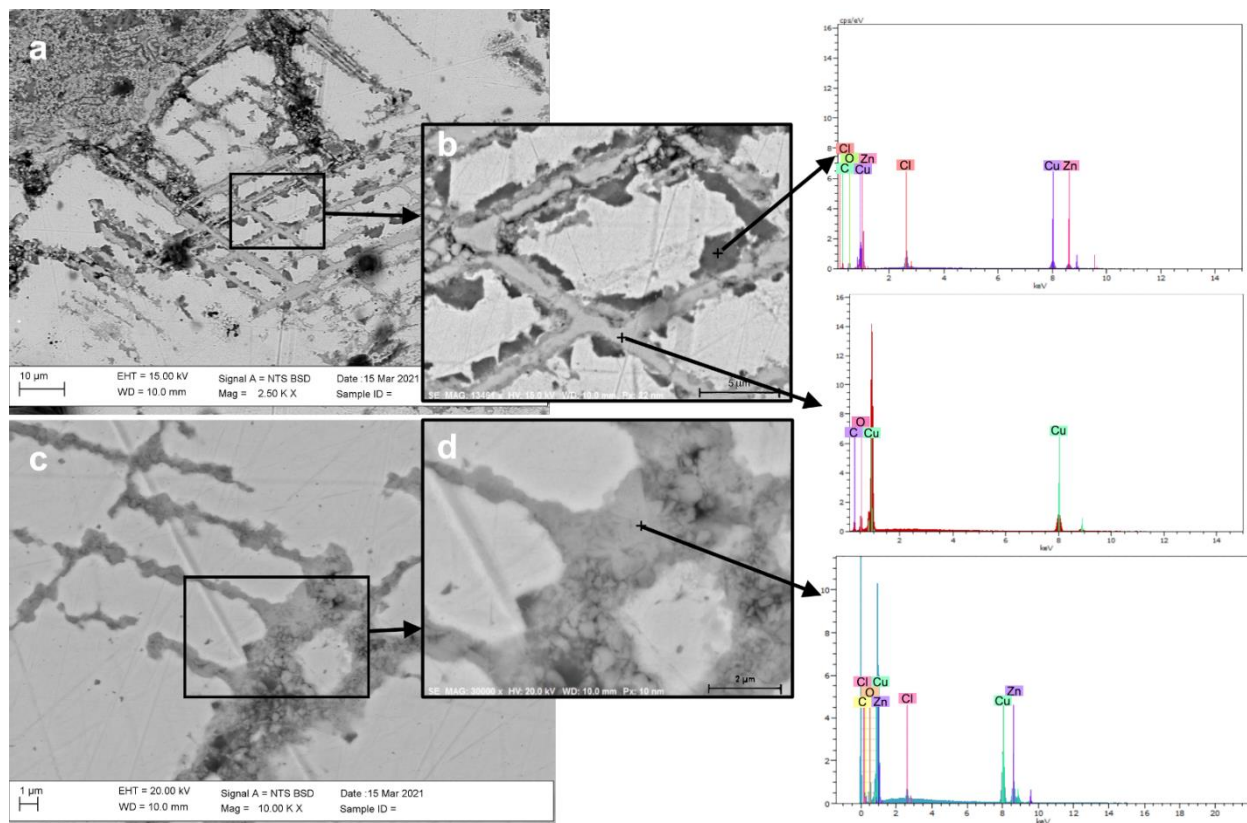 a
10 µm
EHT = 15.00 kV
WD = 10.0 mm
Signal A = NTS BSD
Mag = 2.50 K X
Date :15 Mar 2021
Sample ID =
b
5 µm
c
1 µm
EHT = 20.00 kV
WD = 10.0 mm
Signal A = NTS BSD
Mag = 10.00 K X
Date :15 Mar 2021
Sample ID =
d
SE MAG: 30000 x HV: 20.0 kV WD: 10.0 mm Px: 10 nm
2 µm
cps/eV
16
14
12
10
8
6
4
2
0
Cl
O Zn
C Cu
Cl
Cu Zn
2 4 6 8 10 12 14
keV
16
14
12
10
8
6
4
2
0
O
C Cu
Cu
2 4 6 8 10 12 14
keV
10
8
6
4
2
0
Cl Cu
O
C Zn
Cl
Cu
Zn
0 2 4 6 8 10 12 14 16 18 20
keV